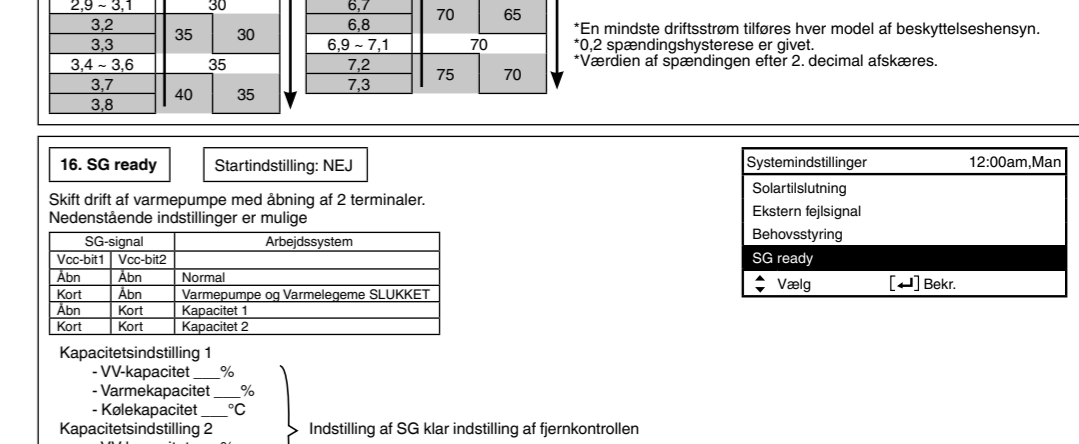 2,9 ~ 3,1 30
3,2 35 30
3,3
3,4 ~ 3,6 35
3,7 40 35
3,8
6,7 70 65
6,8
6,9 ~ 7,1 70
7,2 75 70
7,3
*En mindste driftsstrøm tilføres hver model af beskyttelseshensyn.
*0,2 spændingshysterese er givet.
*Værdien af spændingen efter 2. decimal afskæres.
16. SG ready
Startindstilling: NEJ
Skift drift af varmepumpe med åbning af 2 terminaler.
Nedenstående indstillinger er mulige
SG-signal Arbejdssystem
Vcc-bit1 Vcc-bit2
Åbn Åbn Normal
Kort Åbn Varmepumpe og Varmelegeme SLUKKET
Åbn Kort Kapacitet 1
Kort Kort Kapacitet 2
Kapacitetsindstilling 1
- VV-kapacitet ___%
- Varmekapacitet ___%
- Kølekapacitet ___°C
Kapacitetsindstilling 2
Indstilling af SG klar indstilling af fjernkontrollen
Systemindstillinger 12:00am,Man
Solartilslutning
Ekstern fejlsignal
Behovsstyring
SG ready
Vælg [↵] Bekr.